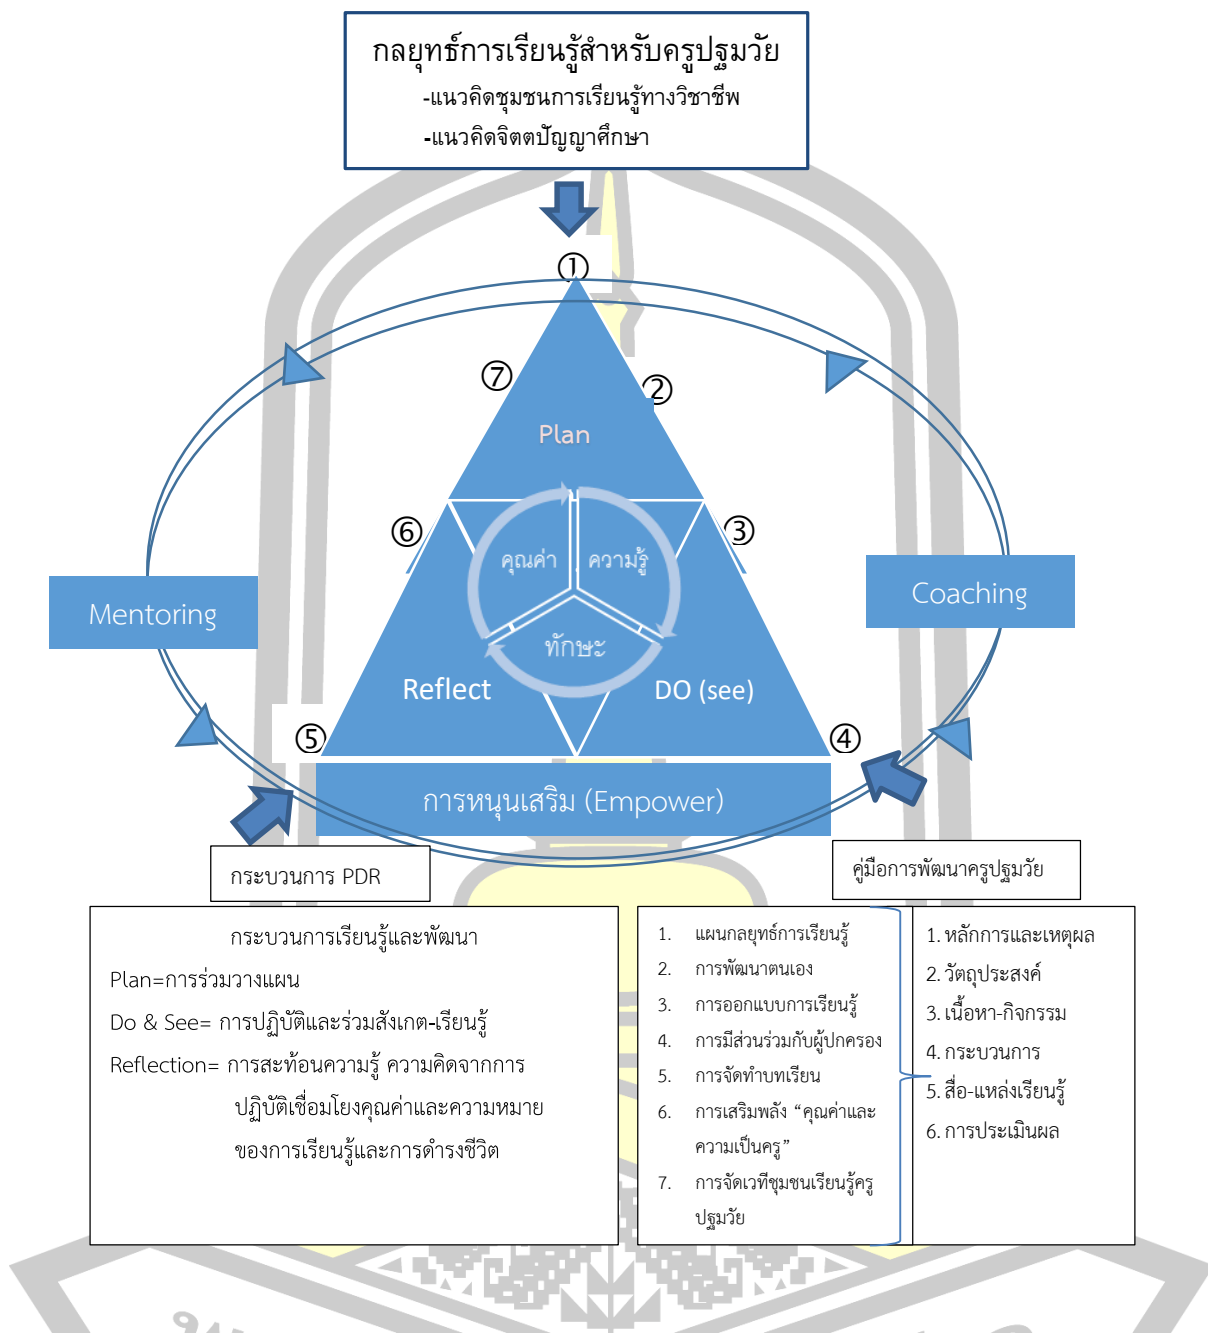 กลยุทธ์การเรียนรู้สำหรับครูปฐมวัย
-แนวคิดชุมชนการเรียนรู้ทางวิชาชีพ
-แนวคิดจิตตปัญญาศึกษา
①
⑦
②
Plan
⑥
③
คุณค่า
ความรู้
ทักษะ
Mentoring
Coaching
Reflect
DO (see)
⑤
④
การหนุนเสริม (Empower)
กระบวนการ PDR
คู่มือการพัฒนาครูปฐมวัย
กระบวนการเรียนรู้และพัฒนา
Plan=การร่วมวางแผน
Do & See= การปฏิบัติและร่วมสังเกต-เรียนรู้
Reflection= การสะท้อนความรู้ ความคิดจากการ
ปฏิบัติเชื่อมโยงคุณค่าและความหมาย
ของการเรียนรู้และการดำรงชีวิต
1. แผนกลยุทธ์การเรียนรู้
2. การพัฒนาตนเอง
3. การออกแบบการเรียนรู้
4. การมีส่วนร่วมกับผู้ปกครอง
5. การจัดทำบทเรียน
6. การเสริมพลัง “คุณค่าและ
ความเป็นครู”
7. การจัดเวทีชุมชนเรียนรู้ครู
ปฐมวัย
1. หลักการและเหตุผล
2. วัตถุประสงค์
3. เนื้อหา-กิจกรรม
4. กระบวนการ
5. สื่อ-แหล่งเรียนรู้
6. การประเมินผล